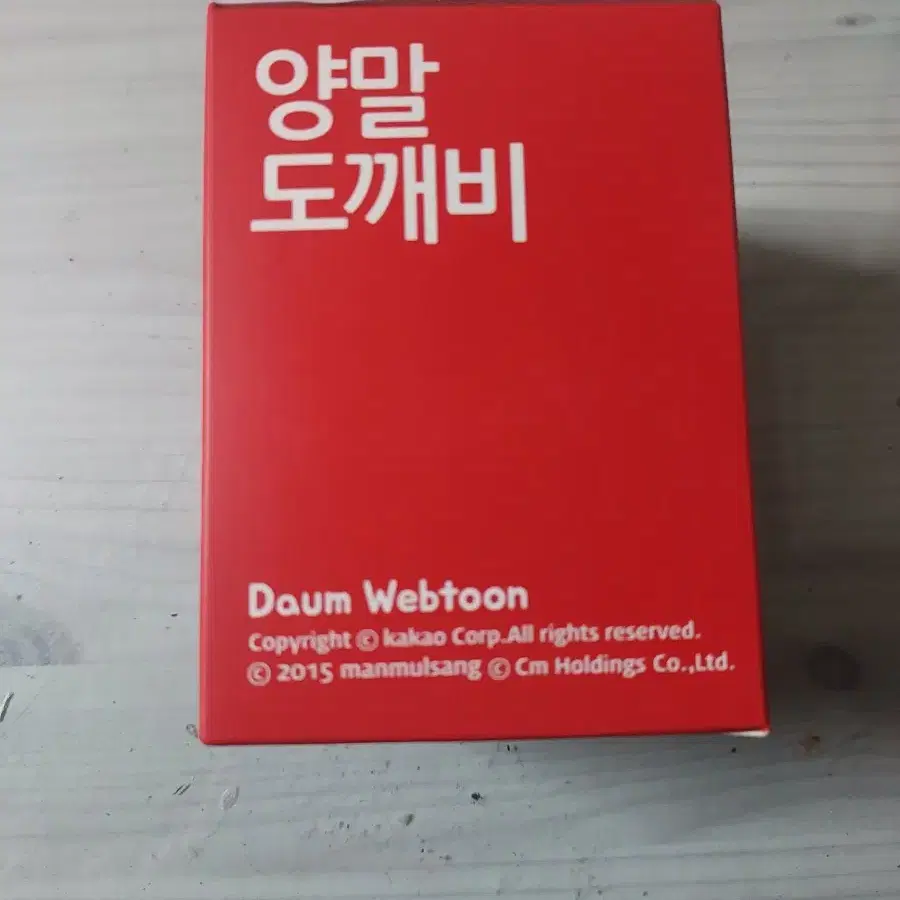 양말
도깨비
Daum Webtoon
Copyright © kakao Corp.All rights reserved.
© 2015 manmulsang © Cm Holdings Co.,Ltd.